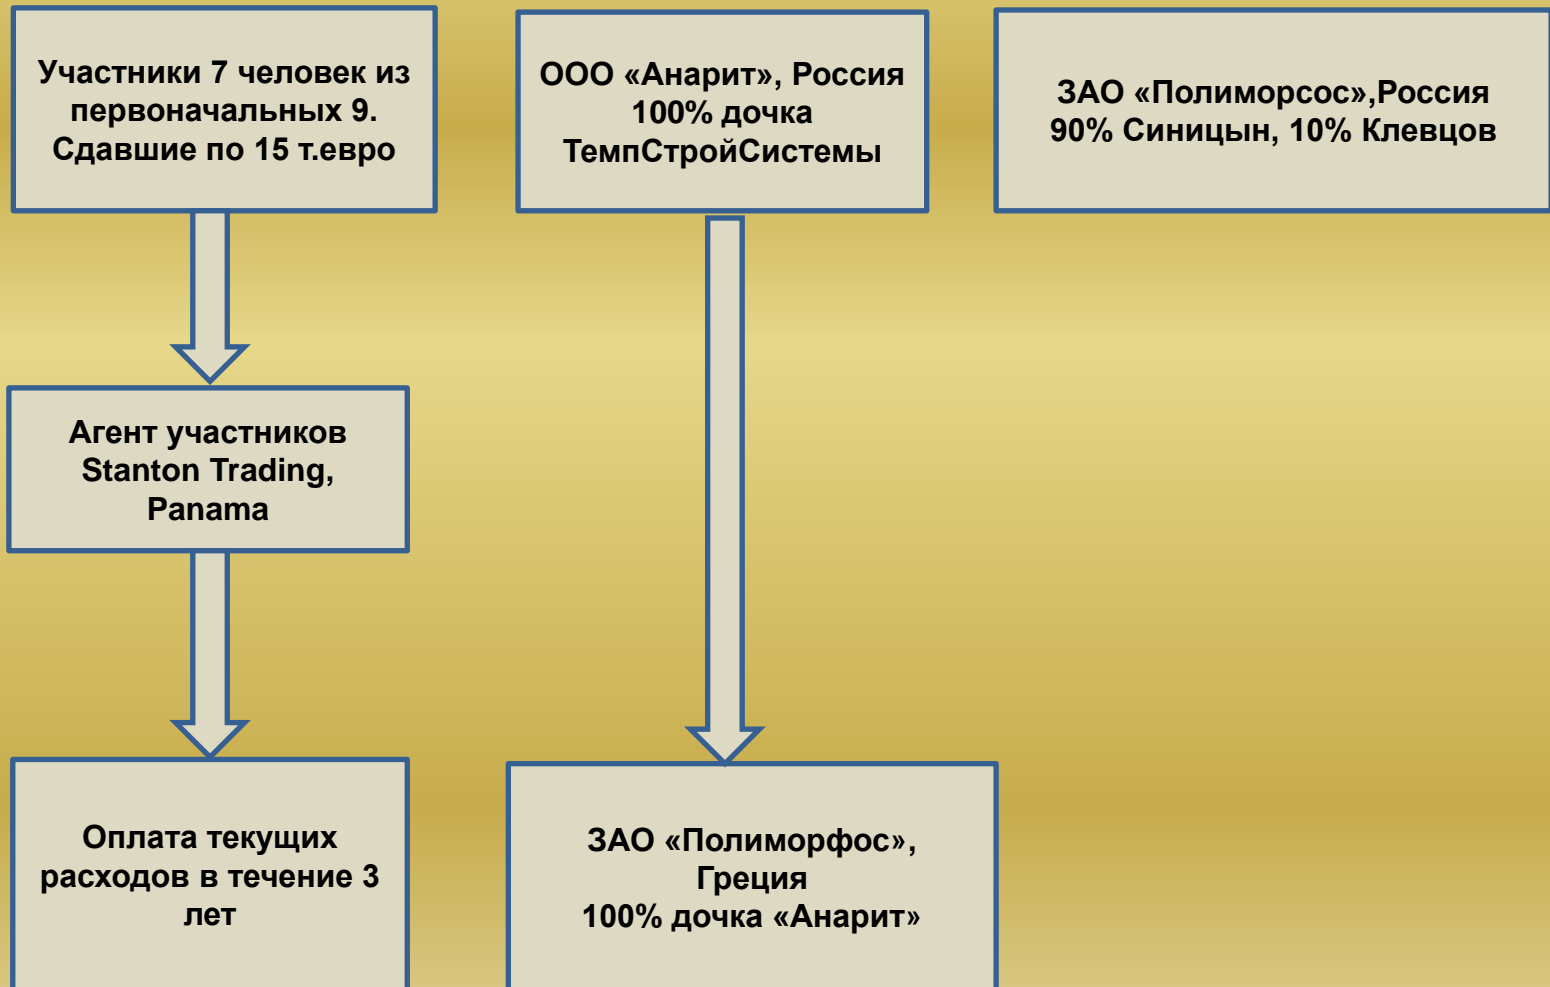 Участники 7 человек из
первоначальных 9.
Сдавшие по 15 т.евро
ООО «Анарит», Россия
100% дочка
ТемпСтройСистемы
ЗАО «Полиморсос»,Россия
90% Синицын, 10% Клевцов
Агент участников
Stanton Trading,
Panama
Оплата текущих
расходов в течение 3
лет
ЗАО «Полиморфос»,
Греция
100% дочка «Анарит»